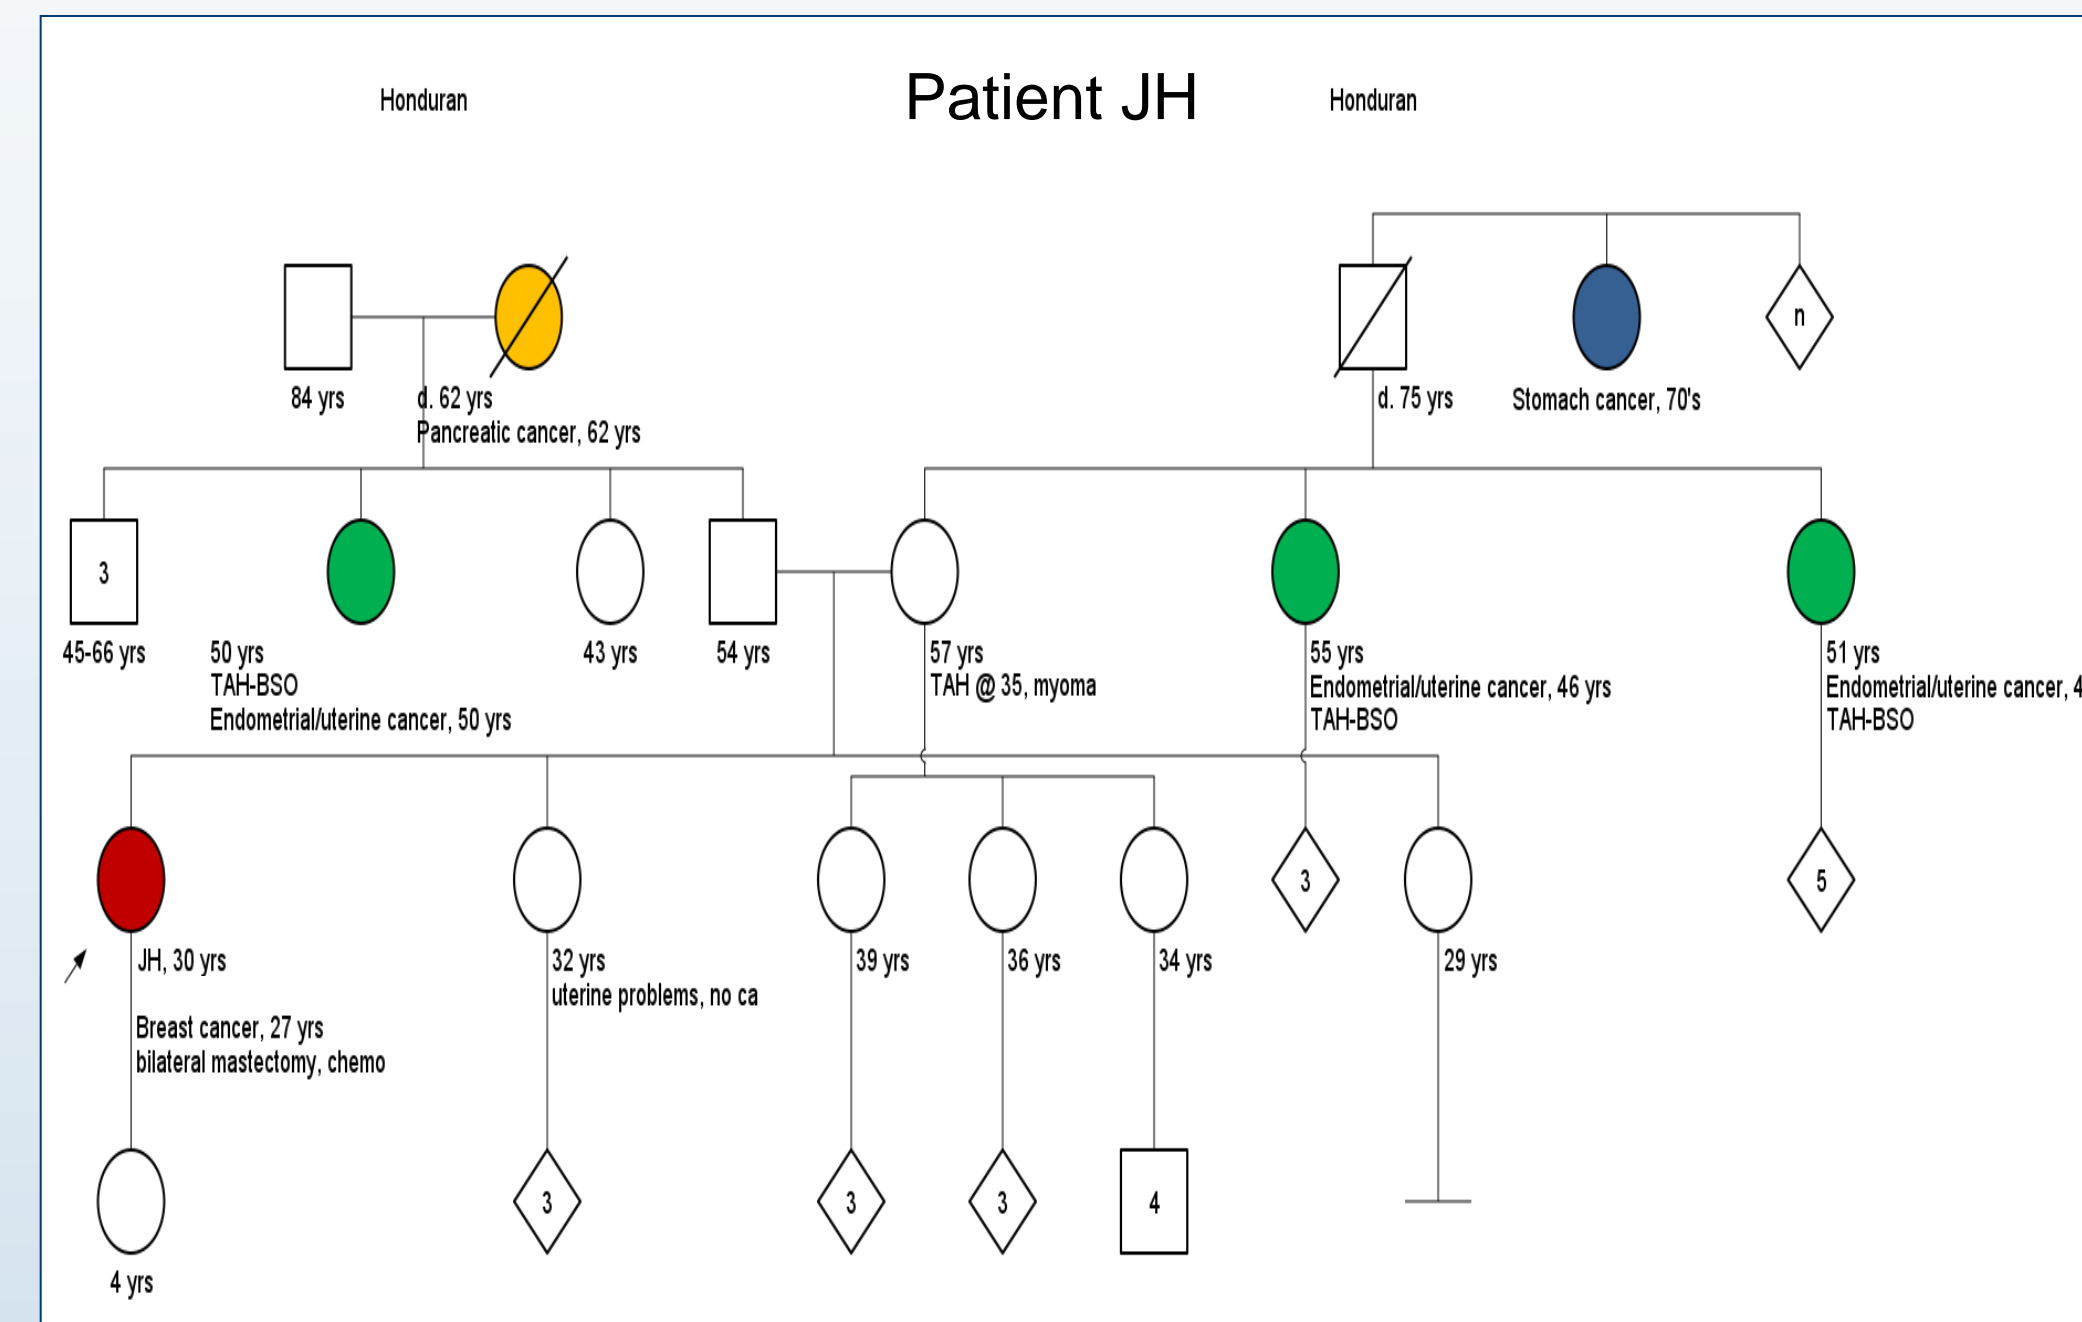 Honduran
Patient JH
Honduran
n
84 yrs
d. 62 yrs
Pancreatic cancer, 62 yrs
d. 75 yrs
Stomach cancer, 70's
3
45-66 yrs
50 yrs
TAH-BSO
Endometrial/uterine cancer, 50 yrs
43 yrs
54 yrs
57 yrs
TAH @ 35, myoma
55 yrs
Endometrial/uterine cancer, 46 yrs
TAH-BSO
51 yrs
Endometrial/uterine cancer, 4
TAH-BSO
3
5
JH, 30 yrs
Breast cancer, 27 yrs
bilateral mastectomy, chemo
32 yrs
uterine problems, no ca
39 yrs
36 yrs
34 yrs
29 yrs
3
3
3
4
4 yrs